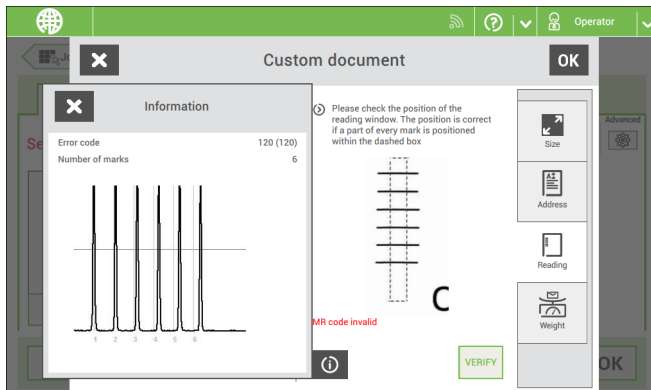 Operator
Jo
Custom document
OK
Information
Error code 120 (120)
Number of marks 6
1 2 3 4 5 6
Please check the position of the
reading window. The position is correct
if a part of every mark is positioned
within the dashed box
C
MR code invalid
VERIFY
Size
Address
Reading
Weight
Se
Advanced
OK